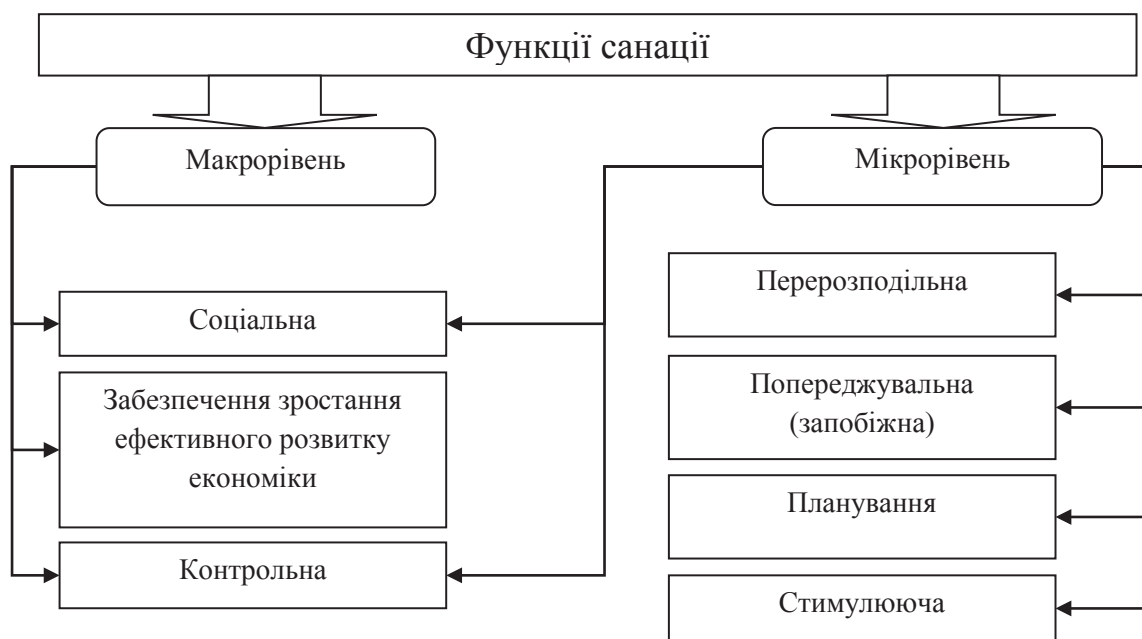 Функції санації
Макрорівень
Мікрорівень
Соціальна
Забезпечення зростання
ефективного розвитку
економіки
Контрольна
Перерозподільна
Попереджувальна
(запобіжна)
Планування
Стимулююча